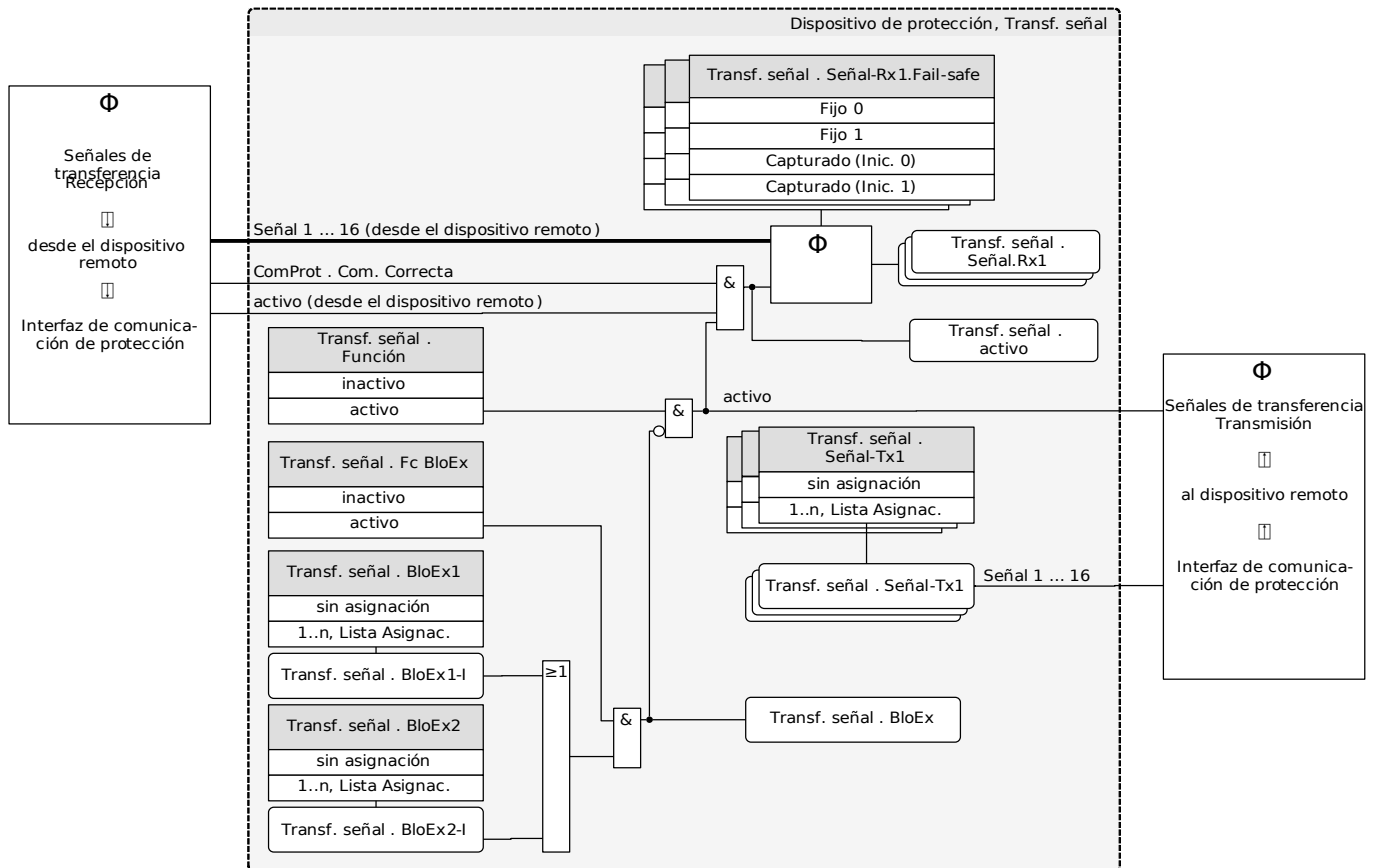 Dispositivo de protección, Transf. señal
Φ
Señales de
transferencia
Recepción
desde el dispositivo
remoto
Interfaz de comunica-
ción de protección
Transf. señal . Señal-Rx1.Fail-safe
Fijo 0
Fijo 1
Capturado (Inic. 0)
Capturado (Inic. 1)
Señal 1 ... 16 (desde el dispositivo remoto)
ComProt . Com. Correcta
activo (desde el dispositivo remoto)
&
Φ
Transf. señal .
Señal.Rx1
Transf. señal .
activo
Transf. señal .
Función
inactivo
activo
&
activo
Transf. señal . Fc BloEx
inactivo
activo
Transf. señal .
Señal-Tx1
sin asignación
1..n, Lista Asignac.
Transf. señal . Señal-Tx1
Señal 1 ... 16
Φ
Señales de transferencia
Transmisión
al dispositivo remoto
Interfaz de comunica-
ción de protección
Transf. señal . BloEx1
sin asignación
1..n, Lista Asignac.
Transf. señal . BloEx1-I
≥1
&
Transf. señal . BloEx
Transf. señal . BloEx2
sin asignación
1..n, Lista Asignac.
Transf. señal . BloEx2-I